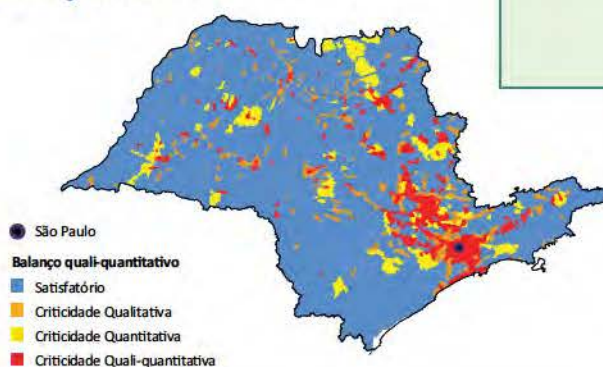 São Paulo
Balanço quali-quantitativo
Satisfatório
Criticidade Qualitativa
Criticidade Quantitativa
Criticidade Quali-quantitativa